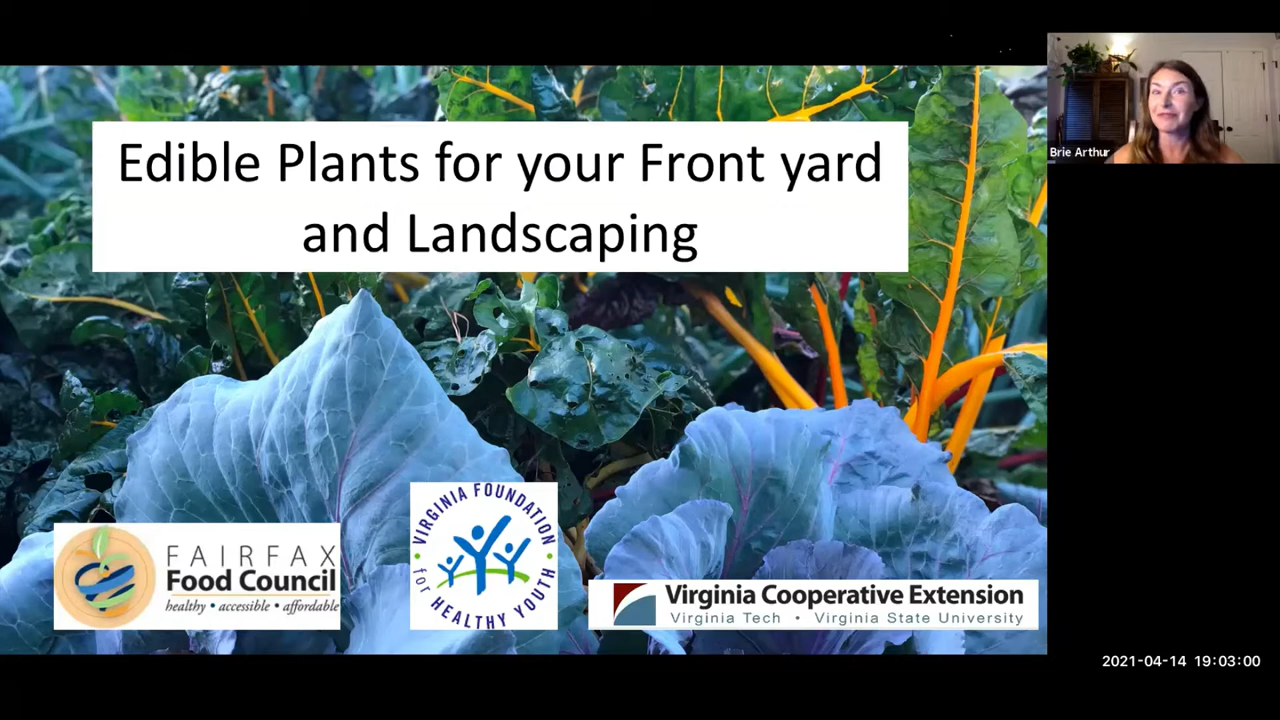 Edible Plants for your Front yard
and Landscaping
Brie Arthur
FAIRFAX
Food Council
healthy • accessible • affordable
VIRGINIA FOUNDATION
for HEALTHY YOUTH
Virginia Cooperative Extension
Virginia Tech • Virginia State University
2021-04-14 19:03:00